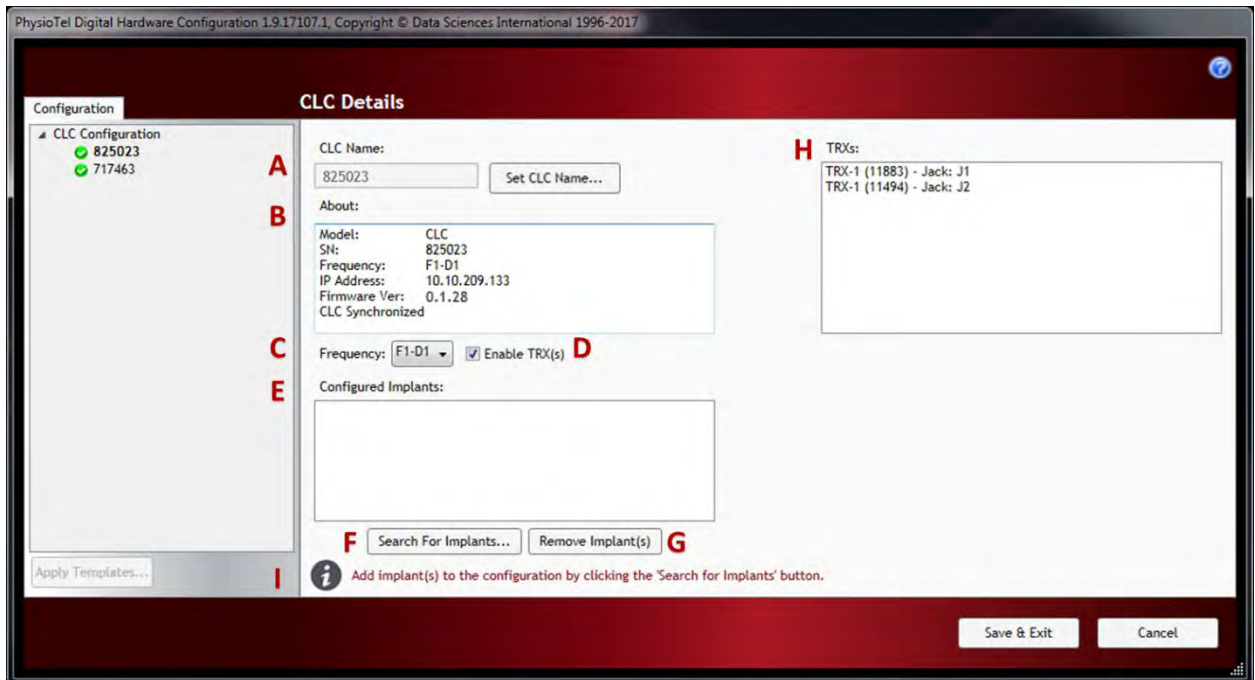 PhysioTel Digital Hardware Configuration 1.9.17107.1, Copyright © Data Sciences International 1996-2017
Configuration
CLC Configuration
825023
717463
Apply Templates...
CLC Details
A
CLC Name:
825023
Set CLC Name...
B
About:
Model: CLC
SN: 825023
Frequency: F1-D1
IP Address: 10.10.209.133
Firmware Ver: 0.1.28
CLC Synchronized
C
Frequency: F1-D1
Enable TRX(s) D
E
Configured Implants:
F Search For Implants... Remove Implant(s) G
I
i Add implant(s) to the configuration by clicking the 'Search for Implants' button.
H TRXs:
TRX-1 (11883) - Jack: J1
TRX-1 (11494) - Jack: J2
Save & Exit
Cancel
?